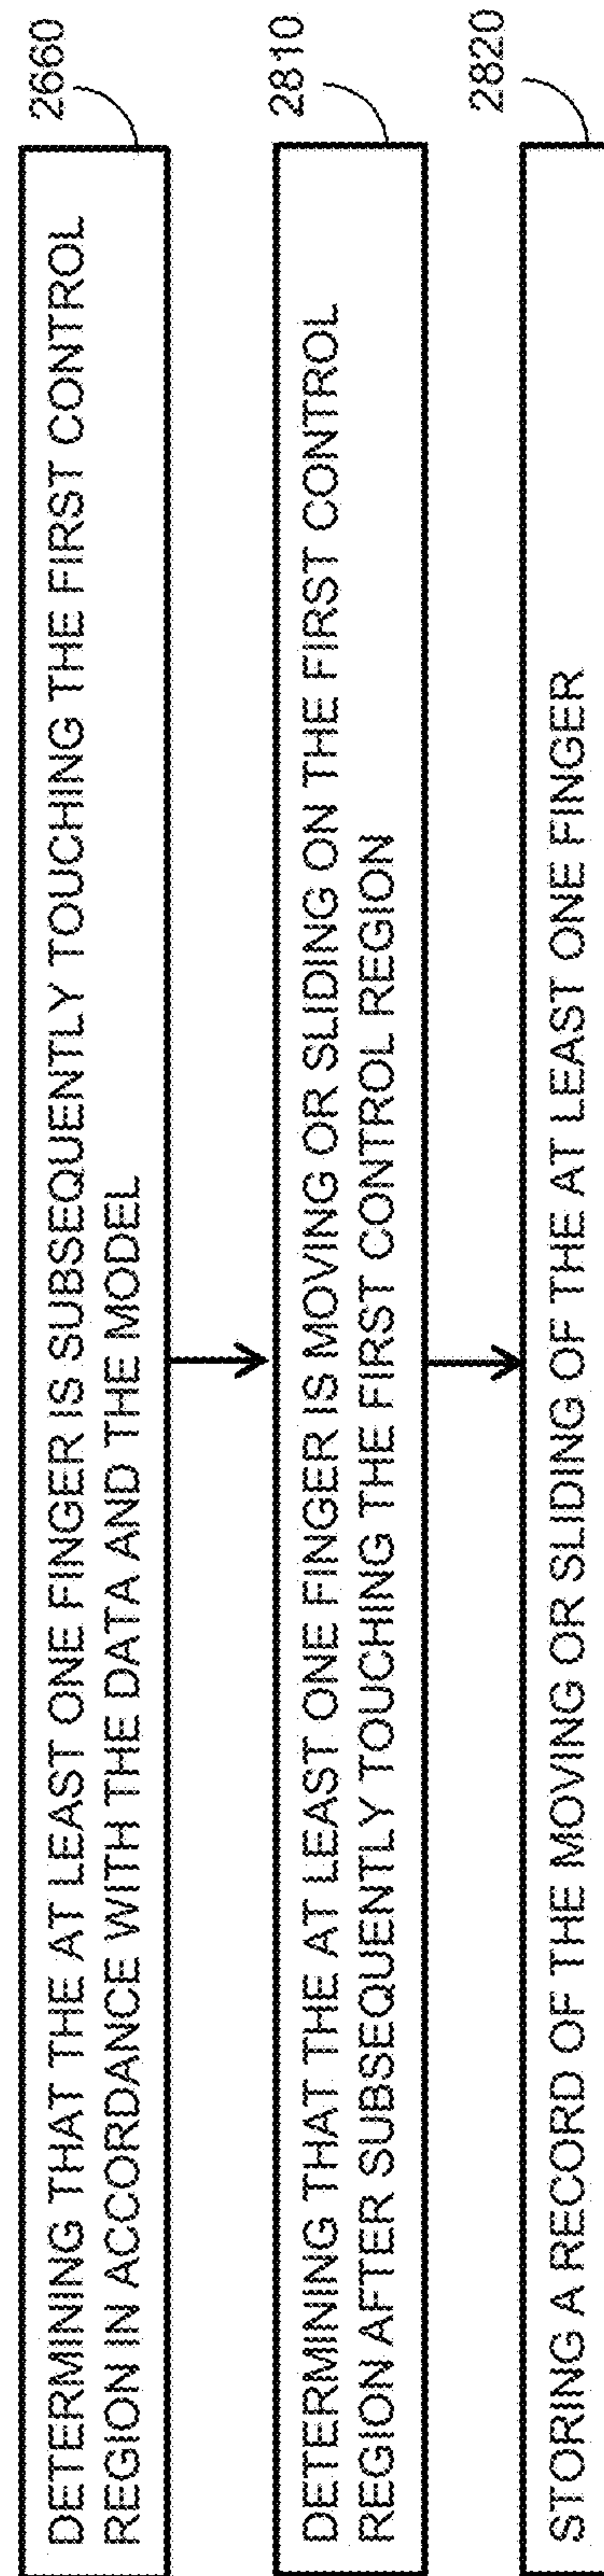 2660
DETERMINING THAT THE AT LEAST ONE FINGER IS SUBSEQUENTLY TOUCHING THE FIRST CONTROL
REGION IN ACCORDANCE WITH THE DATA AND THE MODEL
2810
DETERMINING THAT THE AT LEAST ONE FINGER IS MOVING OR SLIDING ON THE FIRST CONTROL
REGION AFTER SUBSEQUENTLY TOUCHING THE FIRST CONTROL REGION
2820
STORING A RECORD OF THE MOVING OR SLIDING OF THE AT LEAST ONE FINGER